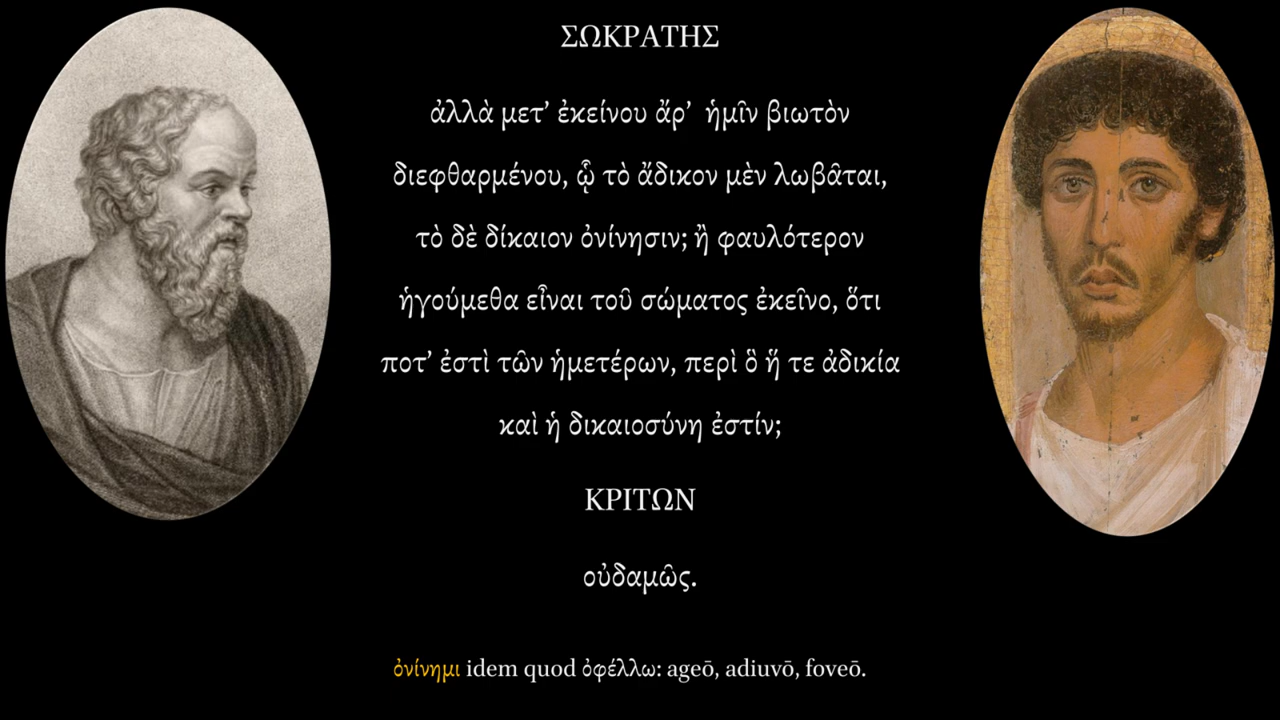 ΣΩΚΡΑΤΗΣ
ἀλλὰ μετ’ ἐκείνου ἄρ’ ἡμῖν βιωτὸν
διεφθαρμένου, ᾧ τὸ ἄδικον μὲν λωβᾶται,
τὸ δὲ δίκαιον ὀνίνησιν; ἢ φαυλότερον
ἡγούμεθα εἶναι τοῦ σώματος ἐκεῖνο, ὅτι
ποτ’ ἐστὶ τῶν ἡμετέρων, περὶ ὃ ἥ τε ἀδικία
καὶ ἡ δικαιοσύνη ἐστίν;
ΚΡΙΤΩΝ
οὐδαμῶς.
ὀνίνημι idem quod ὀφέλλω: ageō, adiuvō, foveō.